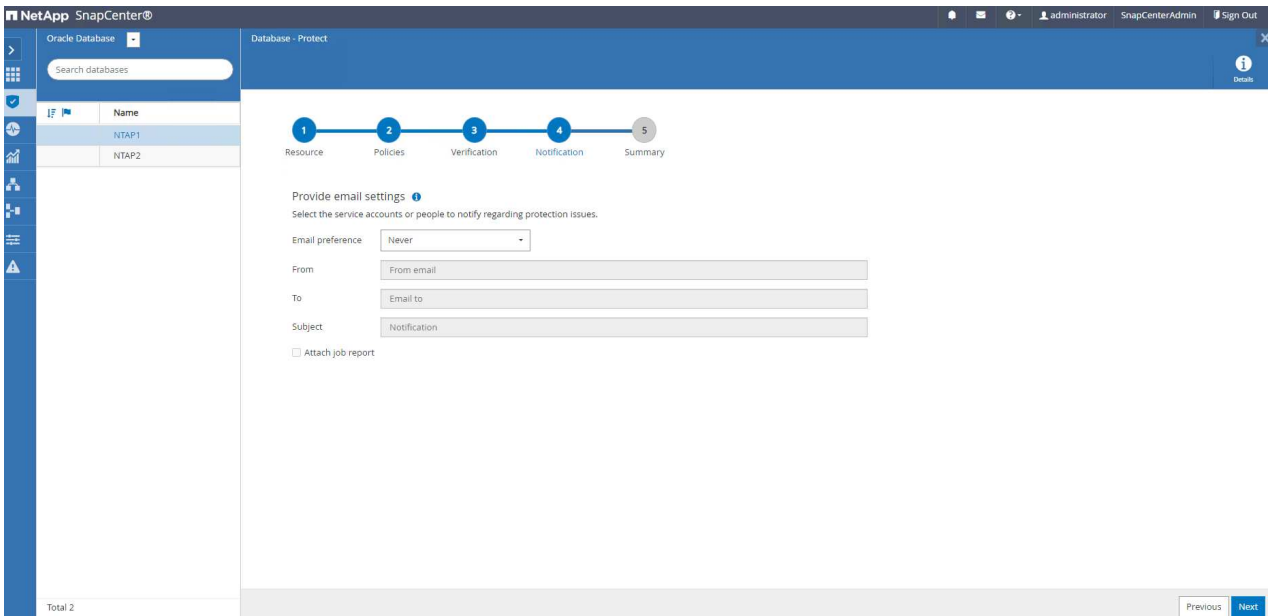 NetApp SnapCenter®
administrator SnapCenterAdmin Sign Out
Oracle Database
Search databases
Name
NTAP1
NTAP2
Total 2
Database - Protect
Details
1 2 3 4 5
Resource Policies Verification Notification Summary
Provide email settings
Select the service accounts or people to notify regarding protection issues.
Email preference Never
From From email
To Email to
Subject Notification
Attach job report
Previous Next